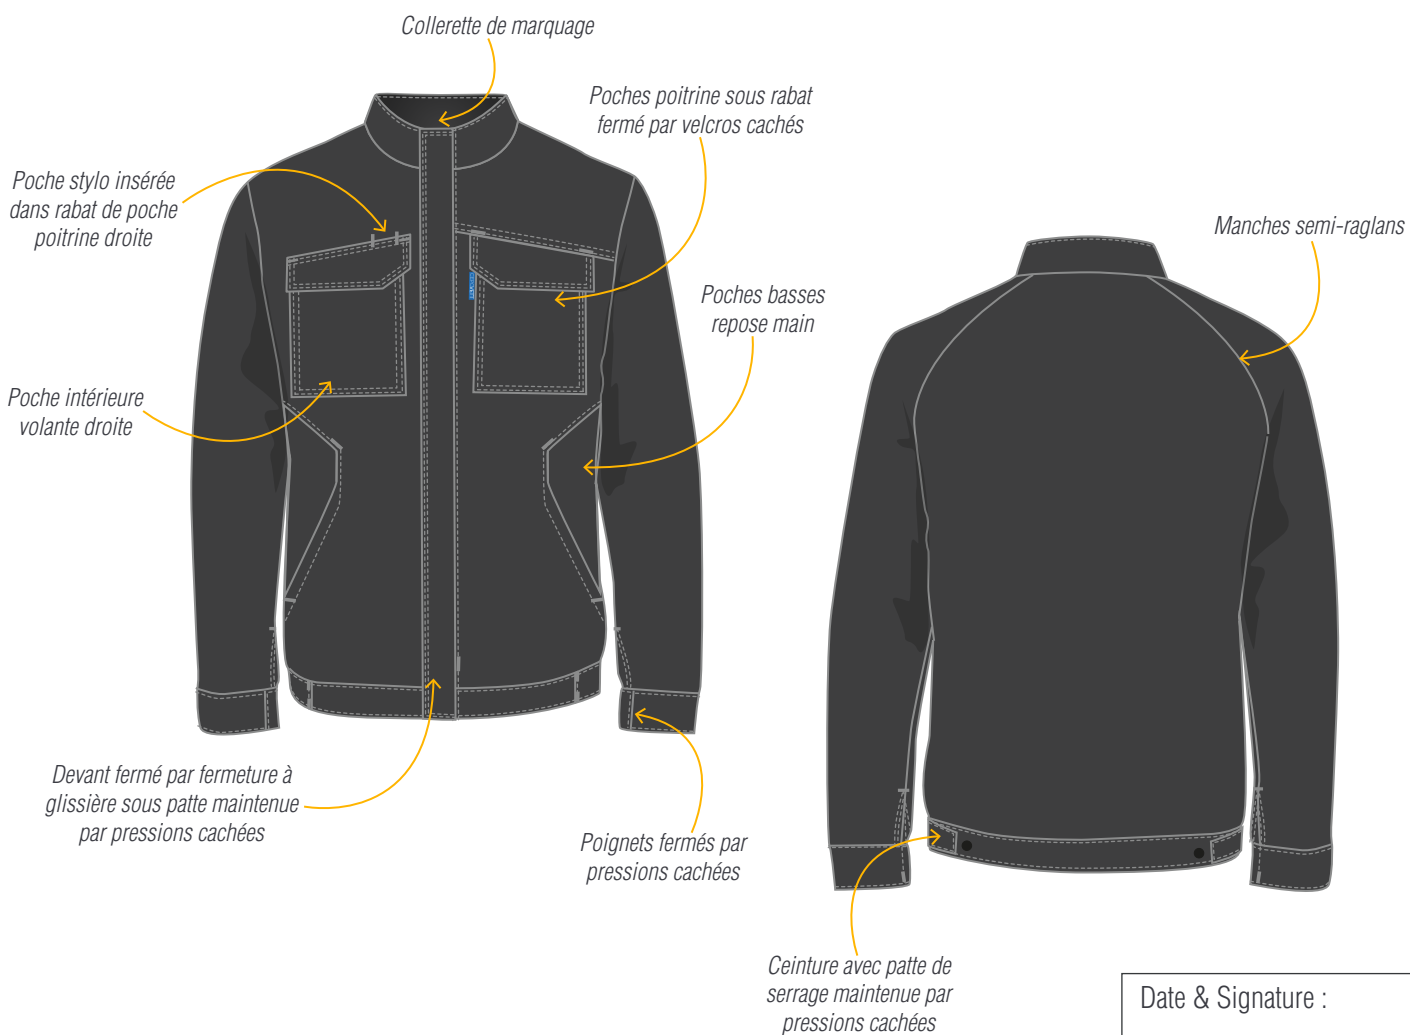 Collerette de marquage
Poches poitrine sous rabat
fermé par velcros cachés
Poche stylo insérée
dans rabat de poche
poitrine droite
Manches semi-raglans
Poches basses
repose main
Poche intérieure
volante droite
Devant fermé par fermeture à
glissière sous patte maintenue
par pressions cachées
Poignets fermés par
pressions cachées
Ceinture avec patte de
serrage maintenue par
pressions cachées
Date & Signature :